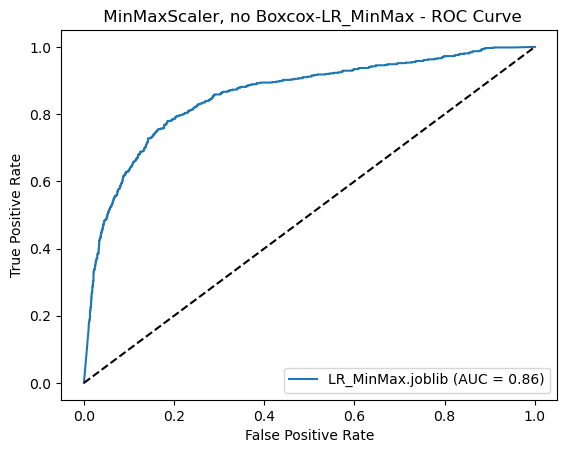 MinMaxScaler, no Boxcox-LR_MinMax - ROC Curve
1.0
0.8
0.6
0.4
0.2
0.0
True Positive Rate
LR_MinMax.joblib (AUC = 0.86)
0.0 0.2 0.4 0.6 0.8 1.0
False Positive Rate